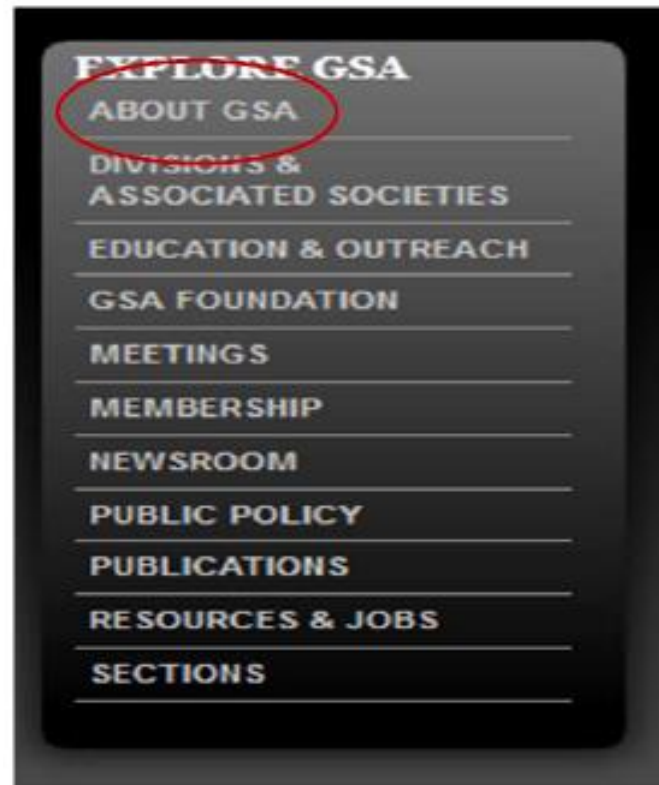 EXPLORE GSA
ABOUT GSA
DIVISIONS &
ASSOCIATED SOCIETIES
EDUCATION & OUTREACH
GSA FOUNDATION
MEETINGS
MEMBERSHIP
NEWSROOM
PUBLIC POLICY
PUBLICATIONS
RESOURCES & JOBS
SECTIONS